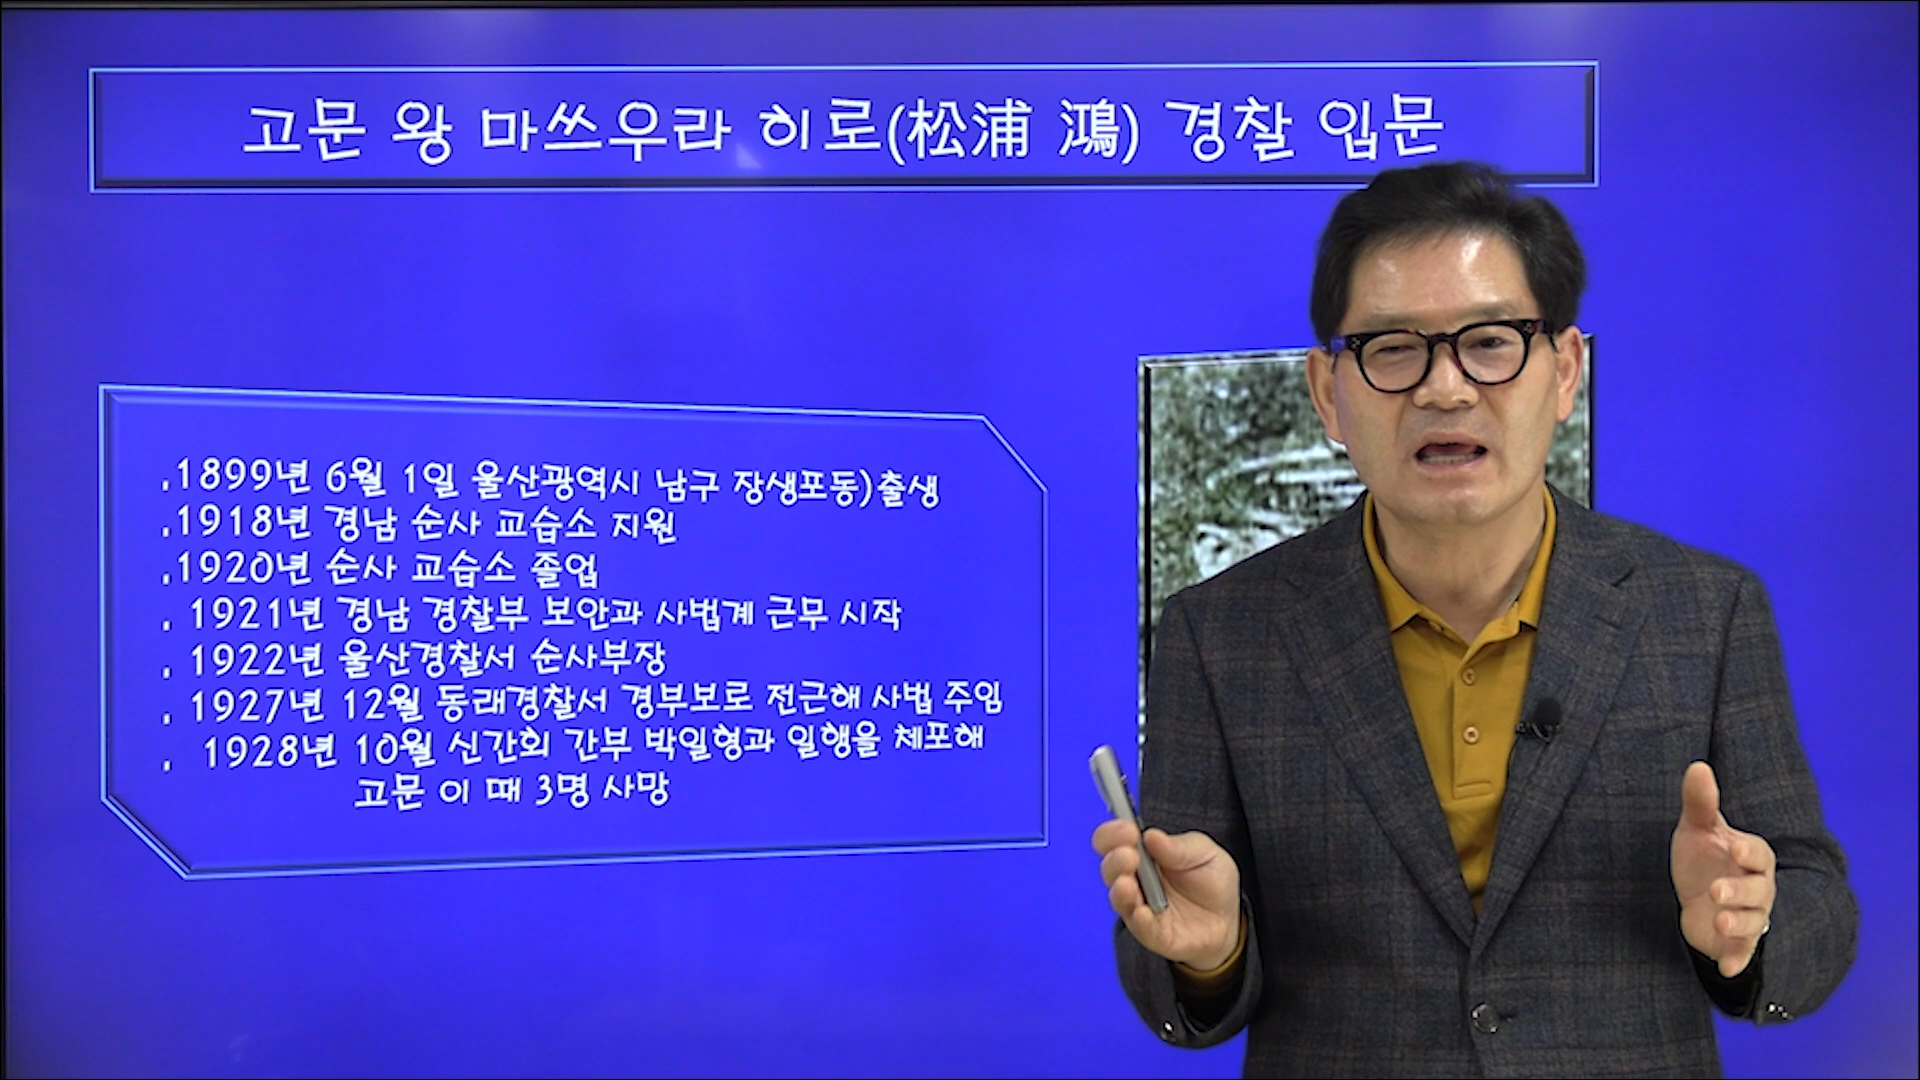 고문 왕 마쓰우라 히로(松浦 鴻) 경찰 입문
.1899년 6월 1일 울산광역시 남구 장생포동)출생
.1918년 경남 순사 교습소 지원
.1920년 순사 교습소 졸업
. 1921년 경남 경찰부 보안과 사법계 근무 시작
. 1922년 울산경찰서 순사부장
. 1927년 12월 동래경찰서 경부보로 전근해 사법 주임
. 1928년 10월 신간회 간부 박일형과 일행을 체포해
고문 이 때 3명 사망